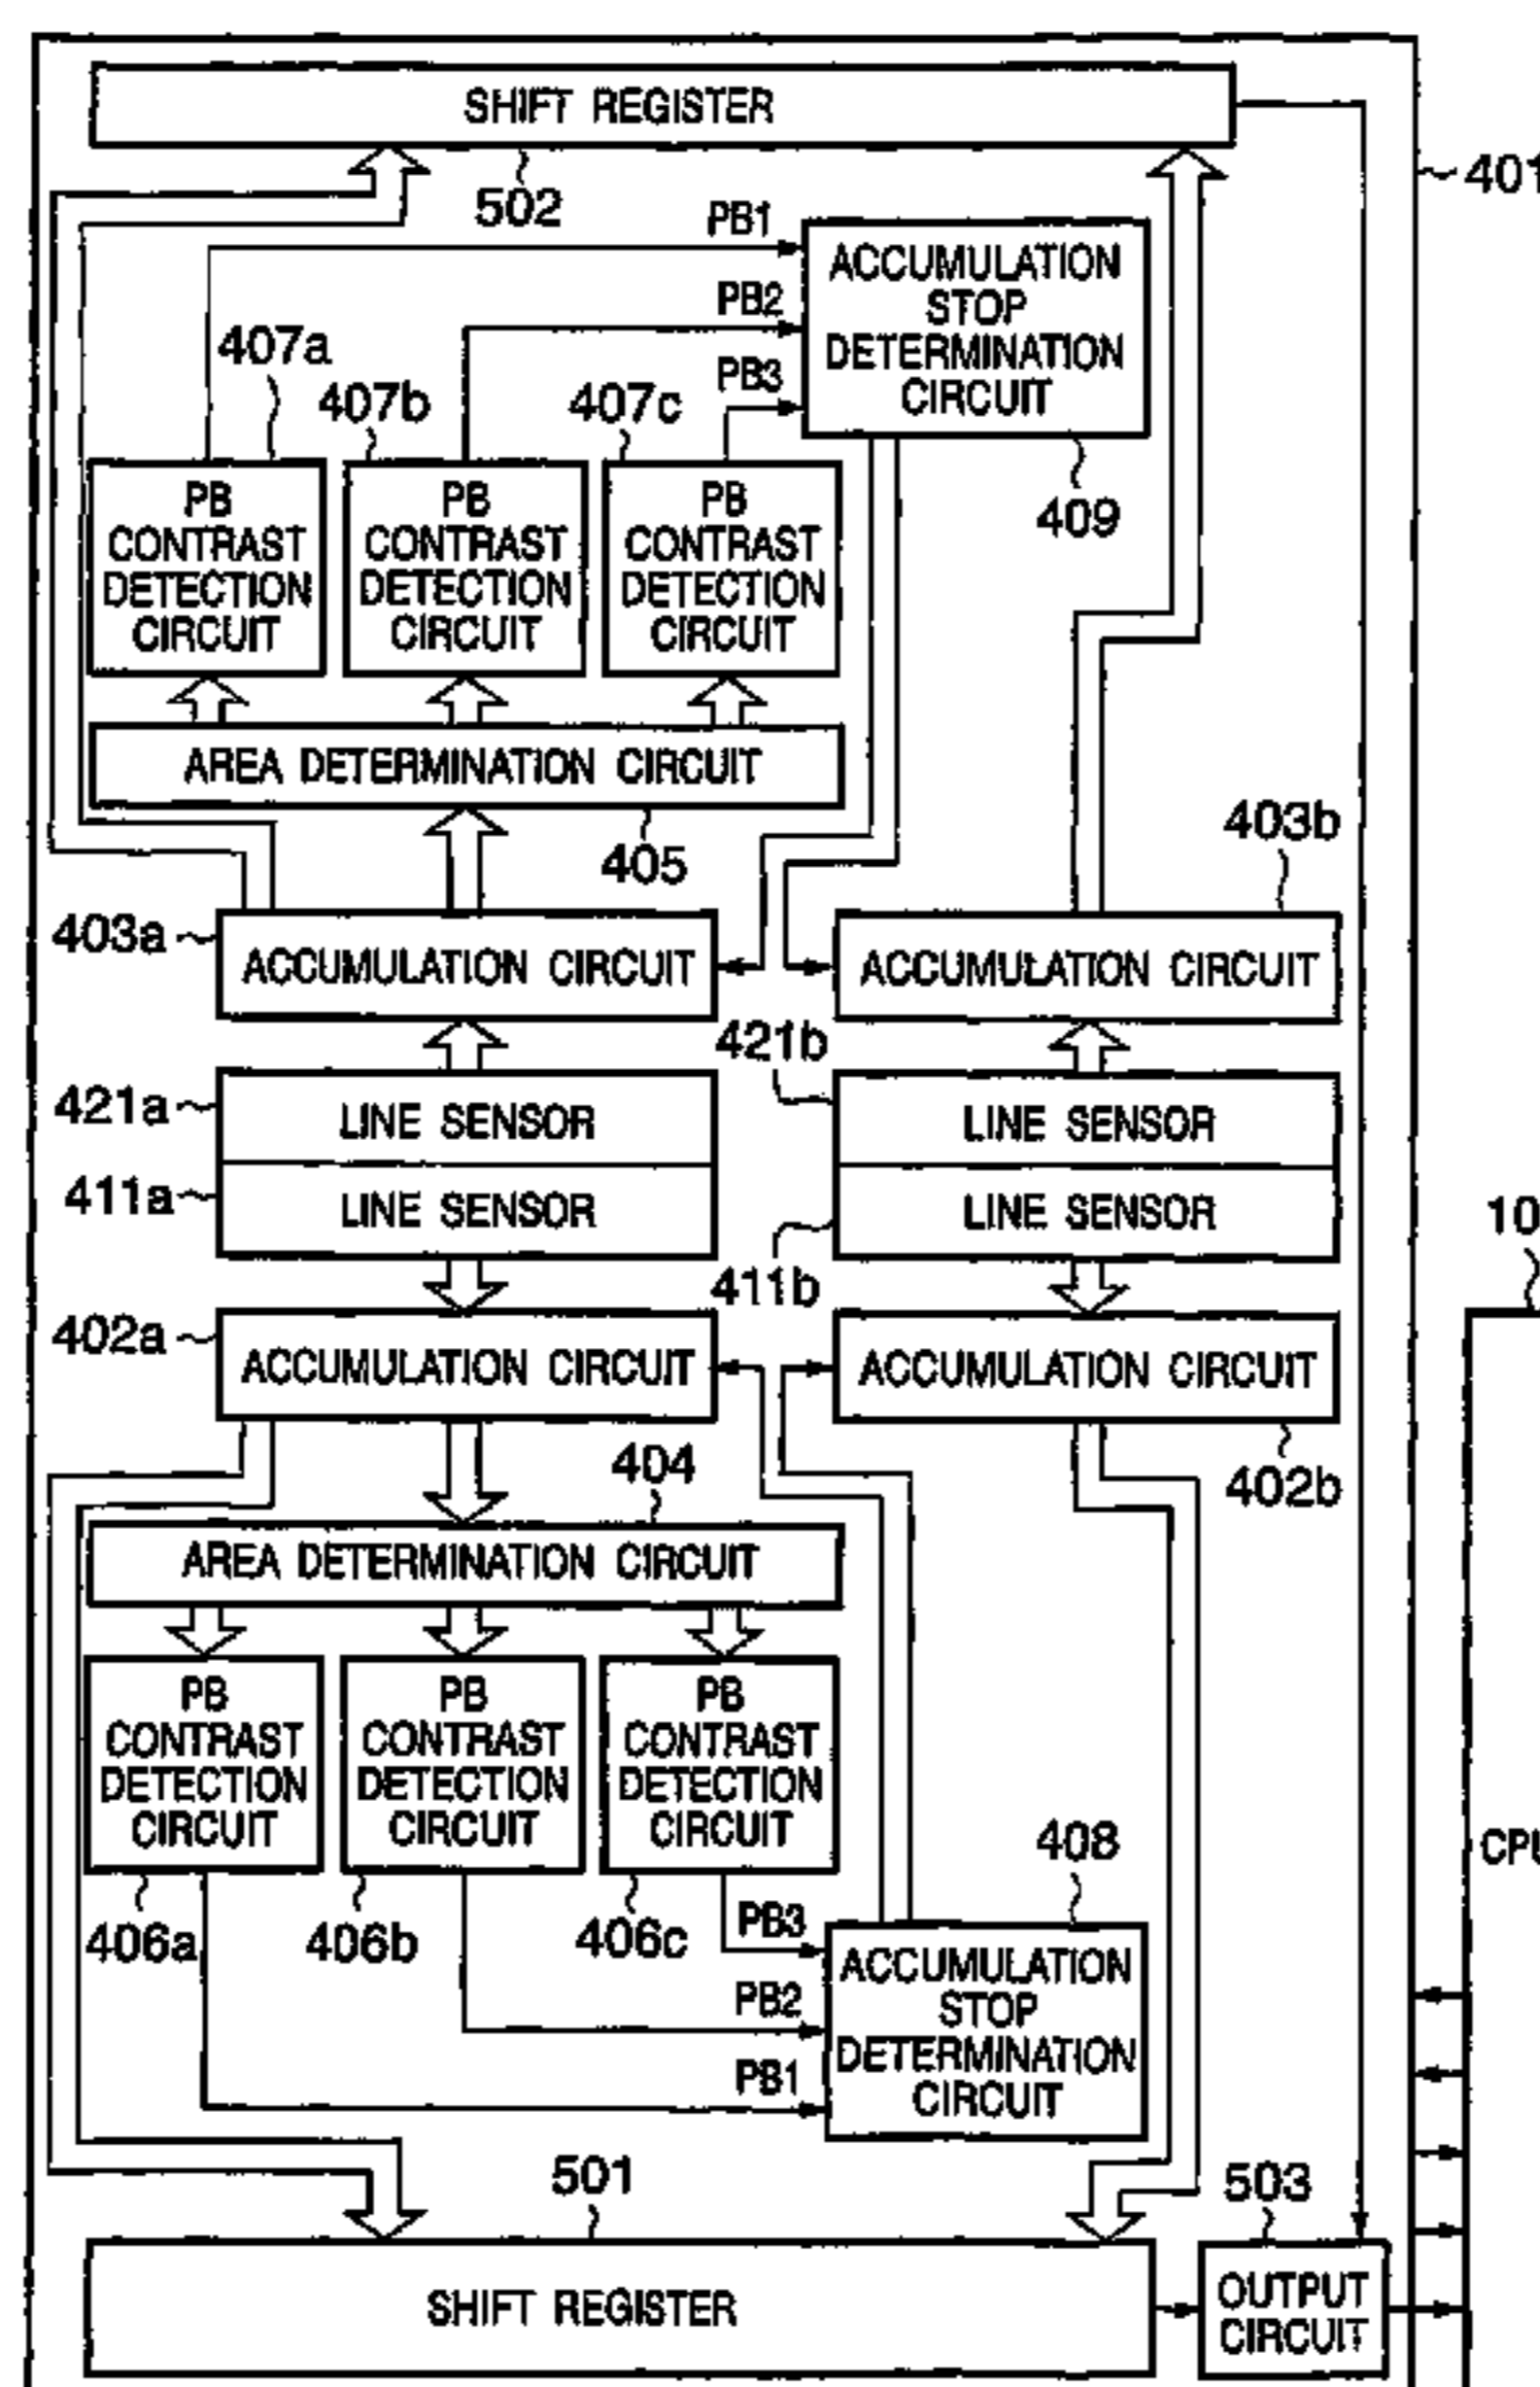 SHIFT REGISTER
401
502
PB1
ACCUMULATION
STOP
DETERMINATION
CIRCUIT
PB2
407a
PB3
407b
407c
409
PB
CONTRAST
DETECTION
CIRCUIT
PB
CONTRAST
DETECTION
CIRCUIT
PB
CONTRAST
DETECTION
CIRCUIT
AREA DETERMINATION CIRCUIT
405
403b
403a
ACCUMULATION CIRCUIT
ACCUMULATION CIRCUIT
421b
421a
LINE SENSOR
LINE SENSOR
411a
LINE SENSOR
LINE SENSOR
10
411b
402a
ACCUMULATION CIRCUIT
ACCUMULATION CIRCUIT
404
402b
AREA DETERMINATION CIRCUIT
PB
CONTRAST
DETECTION
CIRCUIT
PB
CONTRAST
DETECTION
CIRCUIT
PB
CONTRAST
DETECTION
CIRCUIT
408
CPU
406a
406b
406c
PB3
ACCUMULATION
STOP
DETERMINATION
CIRCUIT
PB2
PB1
501
503
SHIFT REGISTER
OUTPUT
CIRCUIT